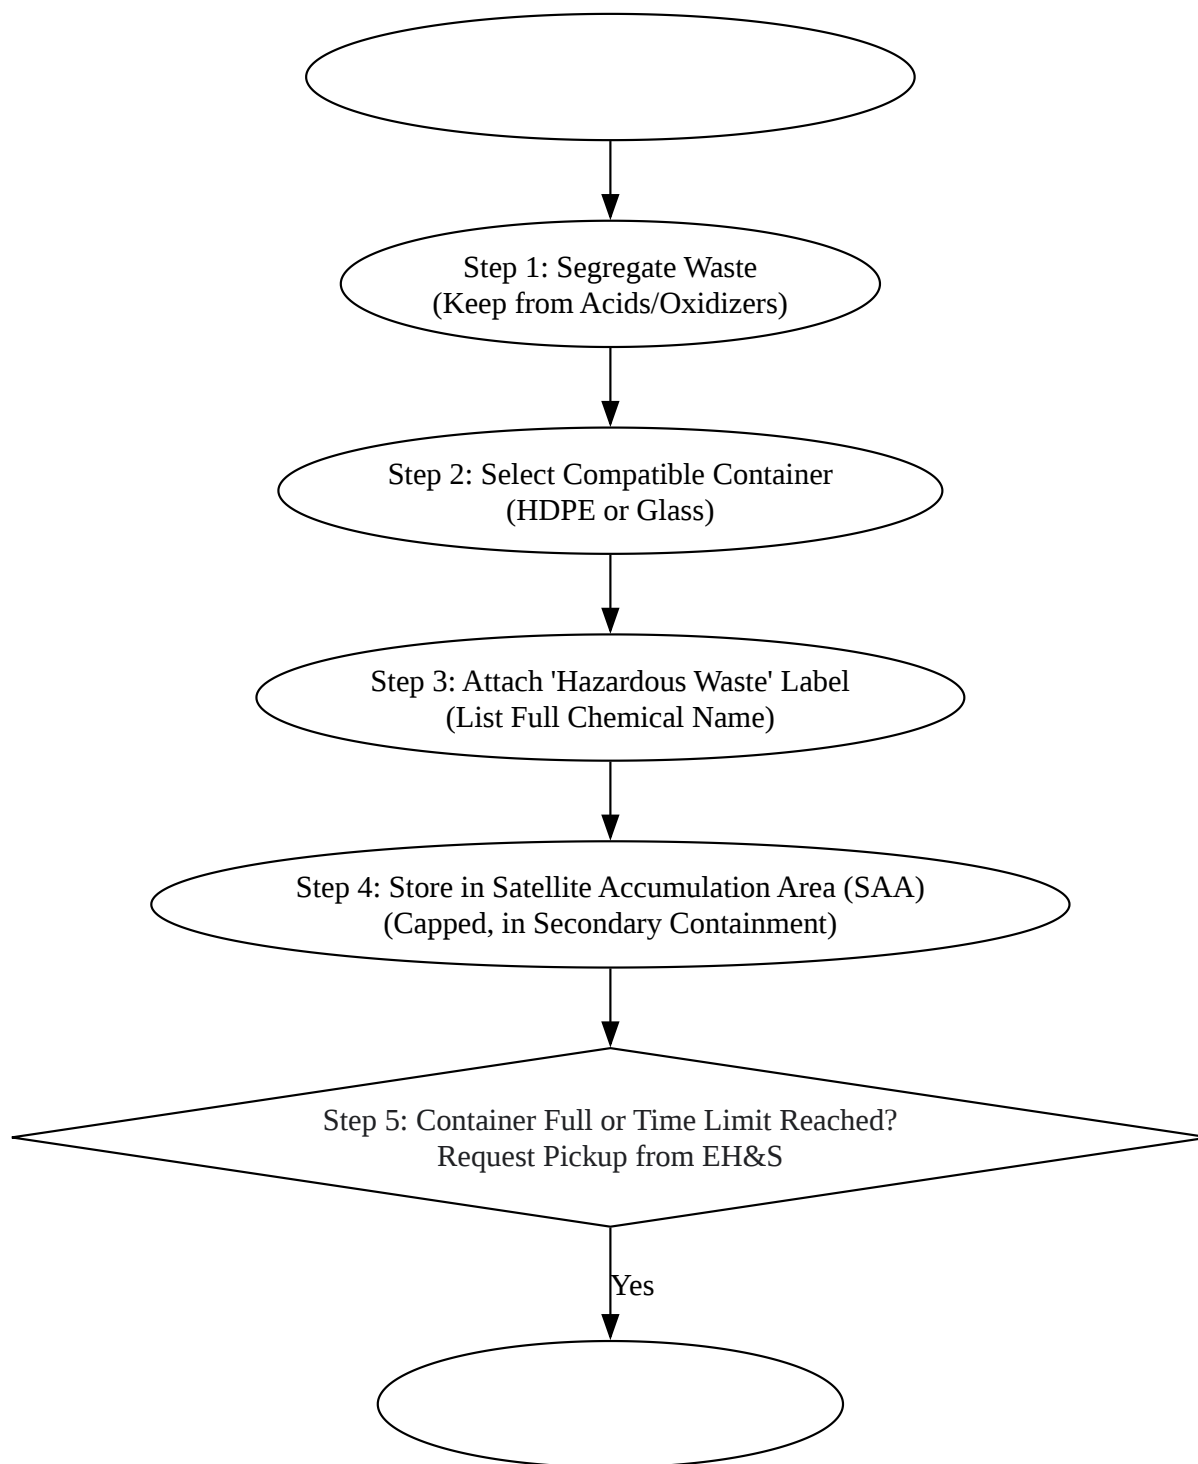 Step 1: Segregate Waste
(Keep from Acids/Oxidizers)
Step 2: Select Compatible Container
(HDPE or Glass)
Step 3: Attach 'Hazardous Waste' Label
(List Full Chemical Name)
Step 4: Store in Satellite Accumulation Area (SAA)
(Capped, in Secondary Containment)
Step 5: Container Full or Time Limit Reached?
Request Pickup from EH&S
Yes